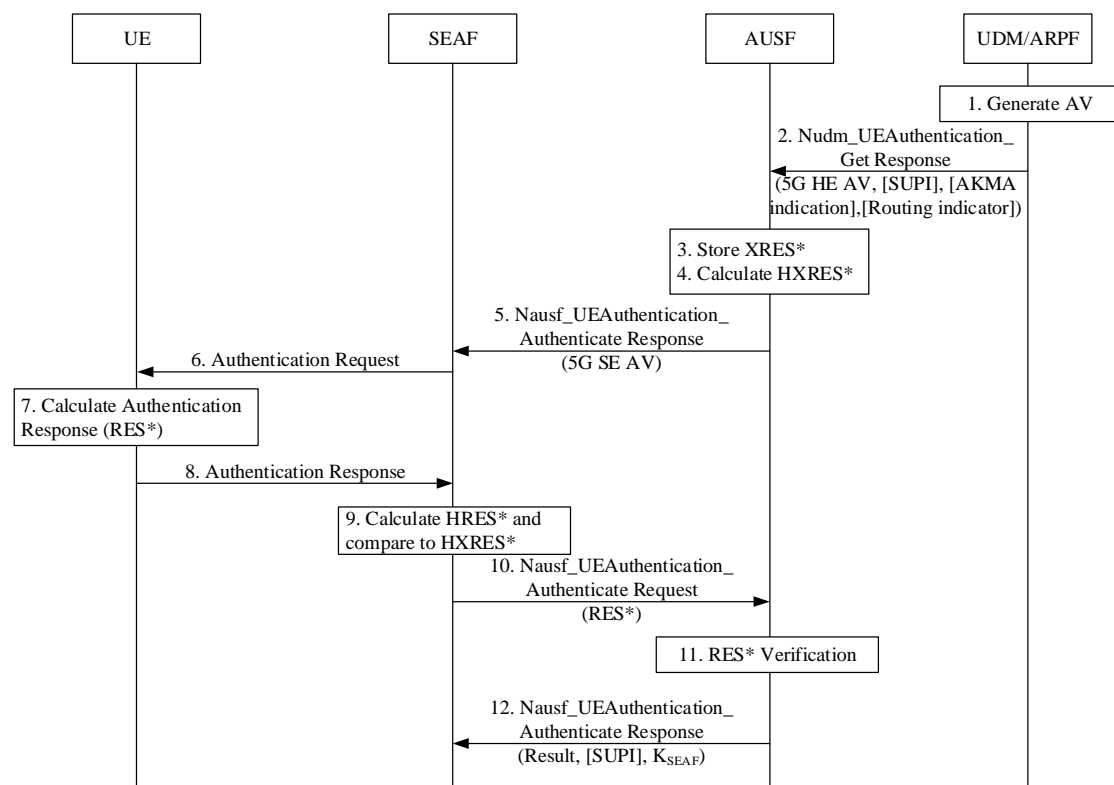 UE
SEAF
AUSF
UDM/ARPF
1. Generate AV
2. Nudm_UEAuthentication_
Get Response
(5G HE AV, [SUPI], [AKMA
indication],[Routing indicator])
3. Store XRES*
4. Calculate HXRES*
5. Nausf_UEAuthentication_
Authenticate Response
(5G SE AV)
6. Authentication Request
7. Calculate Authentication
Response (RES*)
8. Authentication Response
9. Calculate HRES* and
compare to HXRES*
10. Nausf_UEAuthentication_
Authenticate Request
(RES*)
11. RES* Verification
12. Nausf_UEAuthentication_
Authenticate Response
(Result, [SUPI], KSEAF)